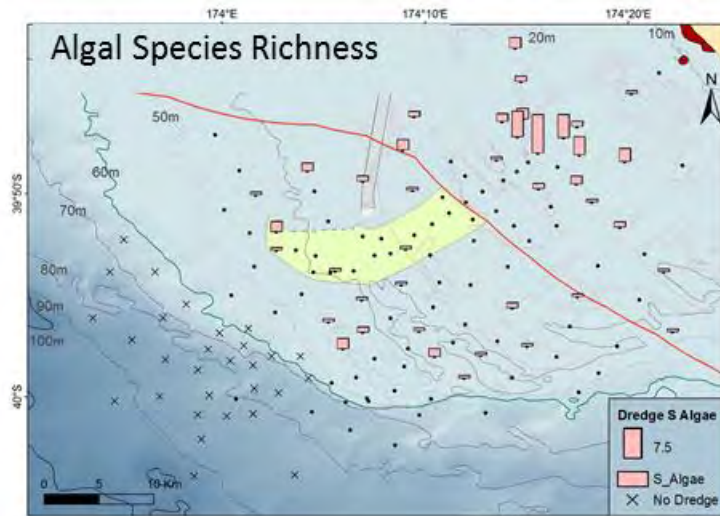 174°E 174°10'E 174°20'E
Algal Species Richness
20m
10m
N
50m
39°50'S
60m
70m
80m
90m
100m
40°S
Dredge S Algae
7.5
S_Algae
No Dredge
0 5 10 Km